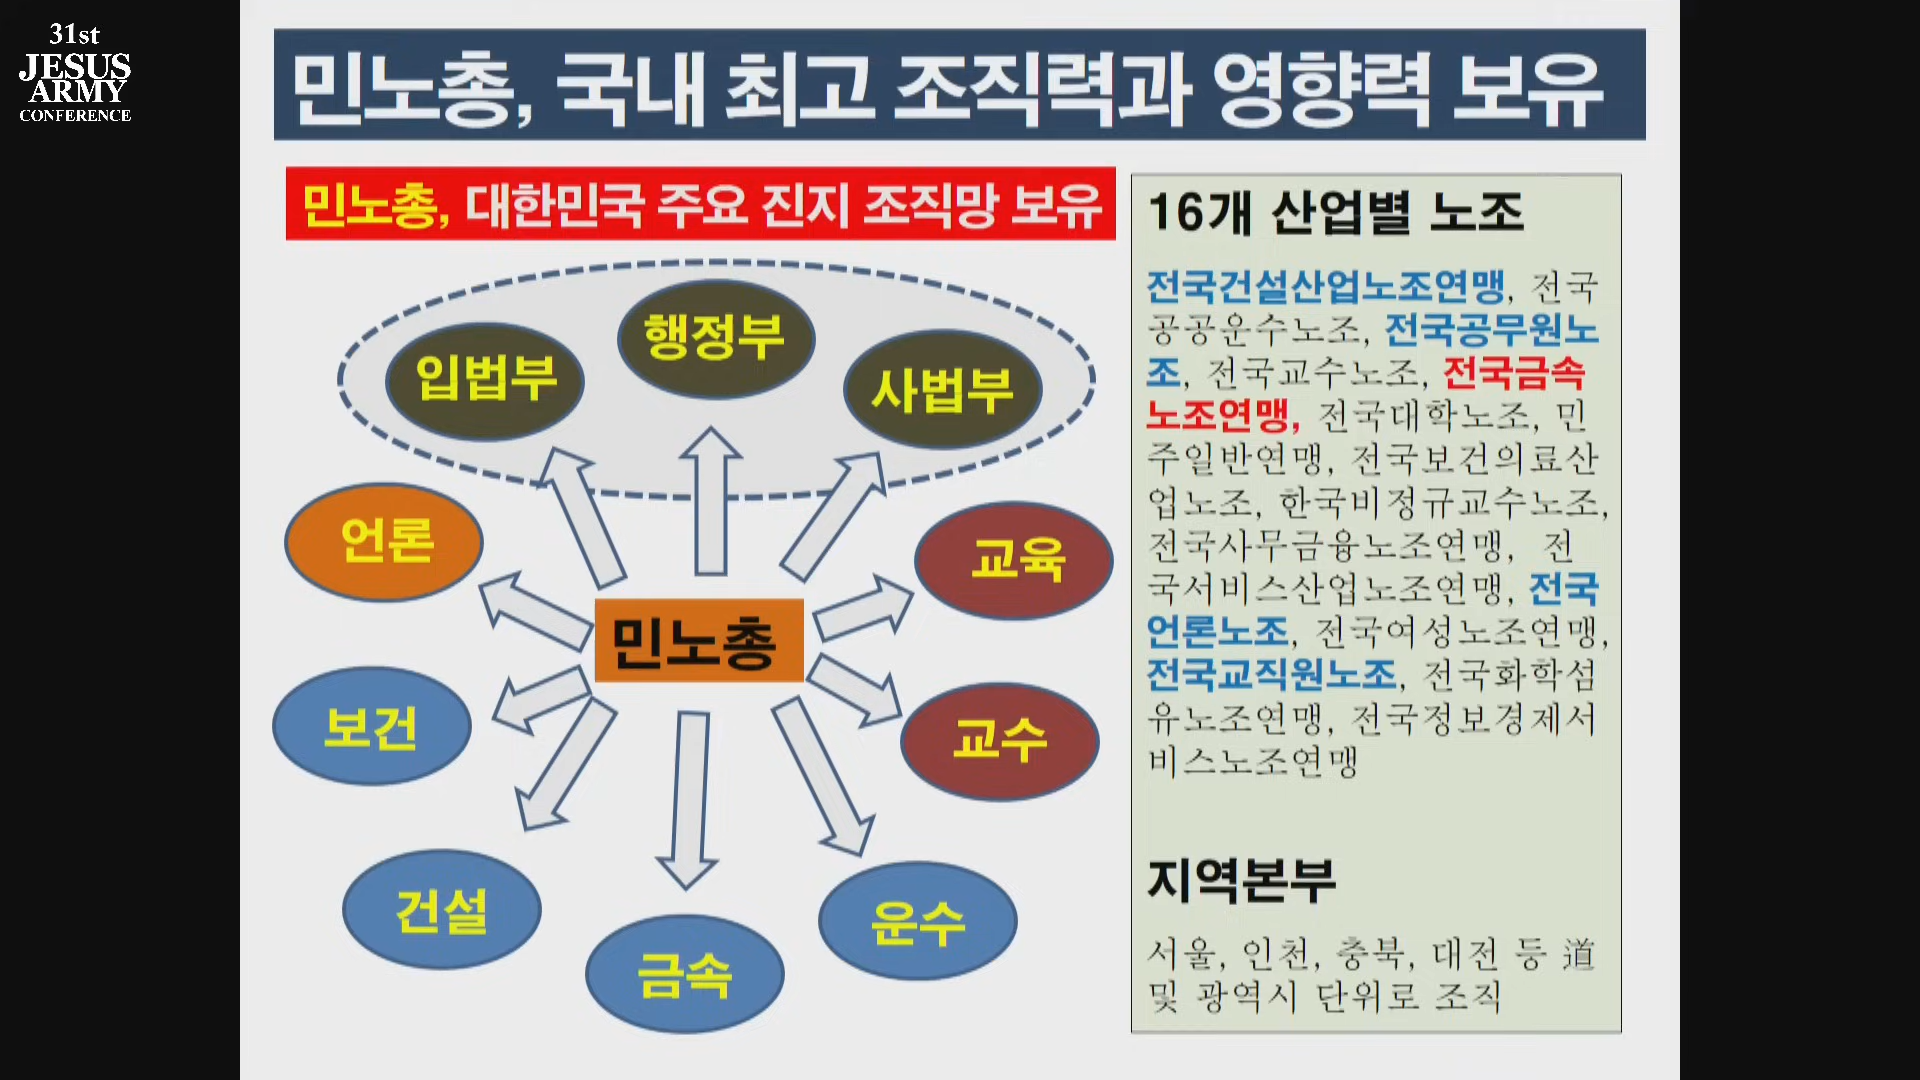 31st
JESUS
ARMY
CONFERENCE
민노총, 국내 최고 조직력과 영향력 보유
민노총, 대한민국 주요 진지 조직망 보유
입법부
행정부
사법부
언론
교육
민노총
보건
교수
건설
금속
운수
16개 산업별 노조
전국건설산업노조연맹, 전국
공공운수노조, 전국공무원노
조, 전국교수노조, 전국금속
노조연맹, 전국대학노조, 민
주일반연맹, 전국보건의료산
업노조, 한국비정규교수노조,
전국사무금융노조연맹, 전
국서비스산업노조연맹, 전국
언론노조, 전국여성노조연맹,
전국교직원노조, 전국화학섬
유노조연맹, 전국정보경제서
비스노조연맹
지역본부
서울, 인천, 충북, 대전 등 道
및 광역시 단위로 조직